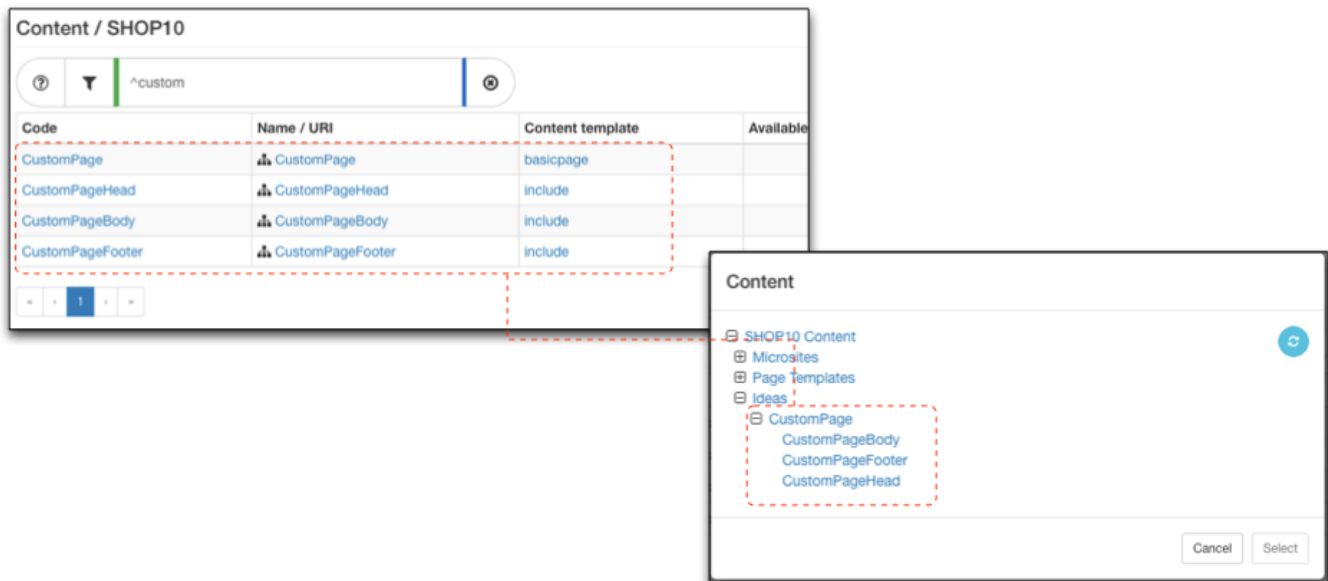 Content / SHOP10
^custom
Code Name / URI Content template Available
CustomPage CustomPage basicpage
CustomPageHead CustomPageHead include
CustomPageBody CustomPageBody include
CustomPageFooter CustomPageFooter include
« ‹ 1 › »
Content
SHOP10 Content
Microsites
Page Templates
Ideas
CustomPage
CustomPageBody
CustomPageFooter
CustomPageHead
Cancel Select